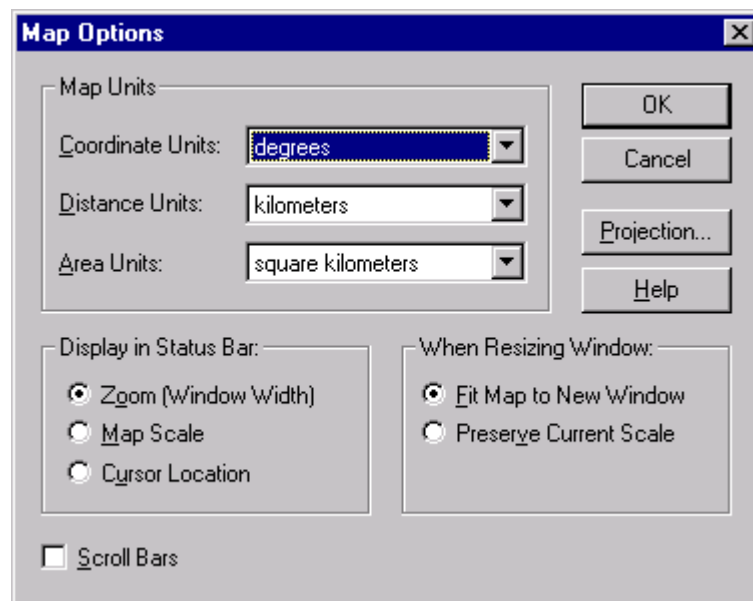 Map Options
Map Units
Coordinate Units: degrees
Distance Units: kilometers
Area Units: square kilometers
OK
Cancel
Projection...
Help
Display in Status Bar:
Zoom (Window Width)
Map Scale
Cursor Location
When Resizing Window:
Fit Map to New Window
Preserve Current Scale
Scroll Bars